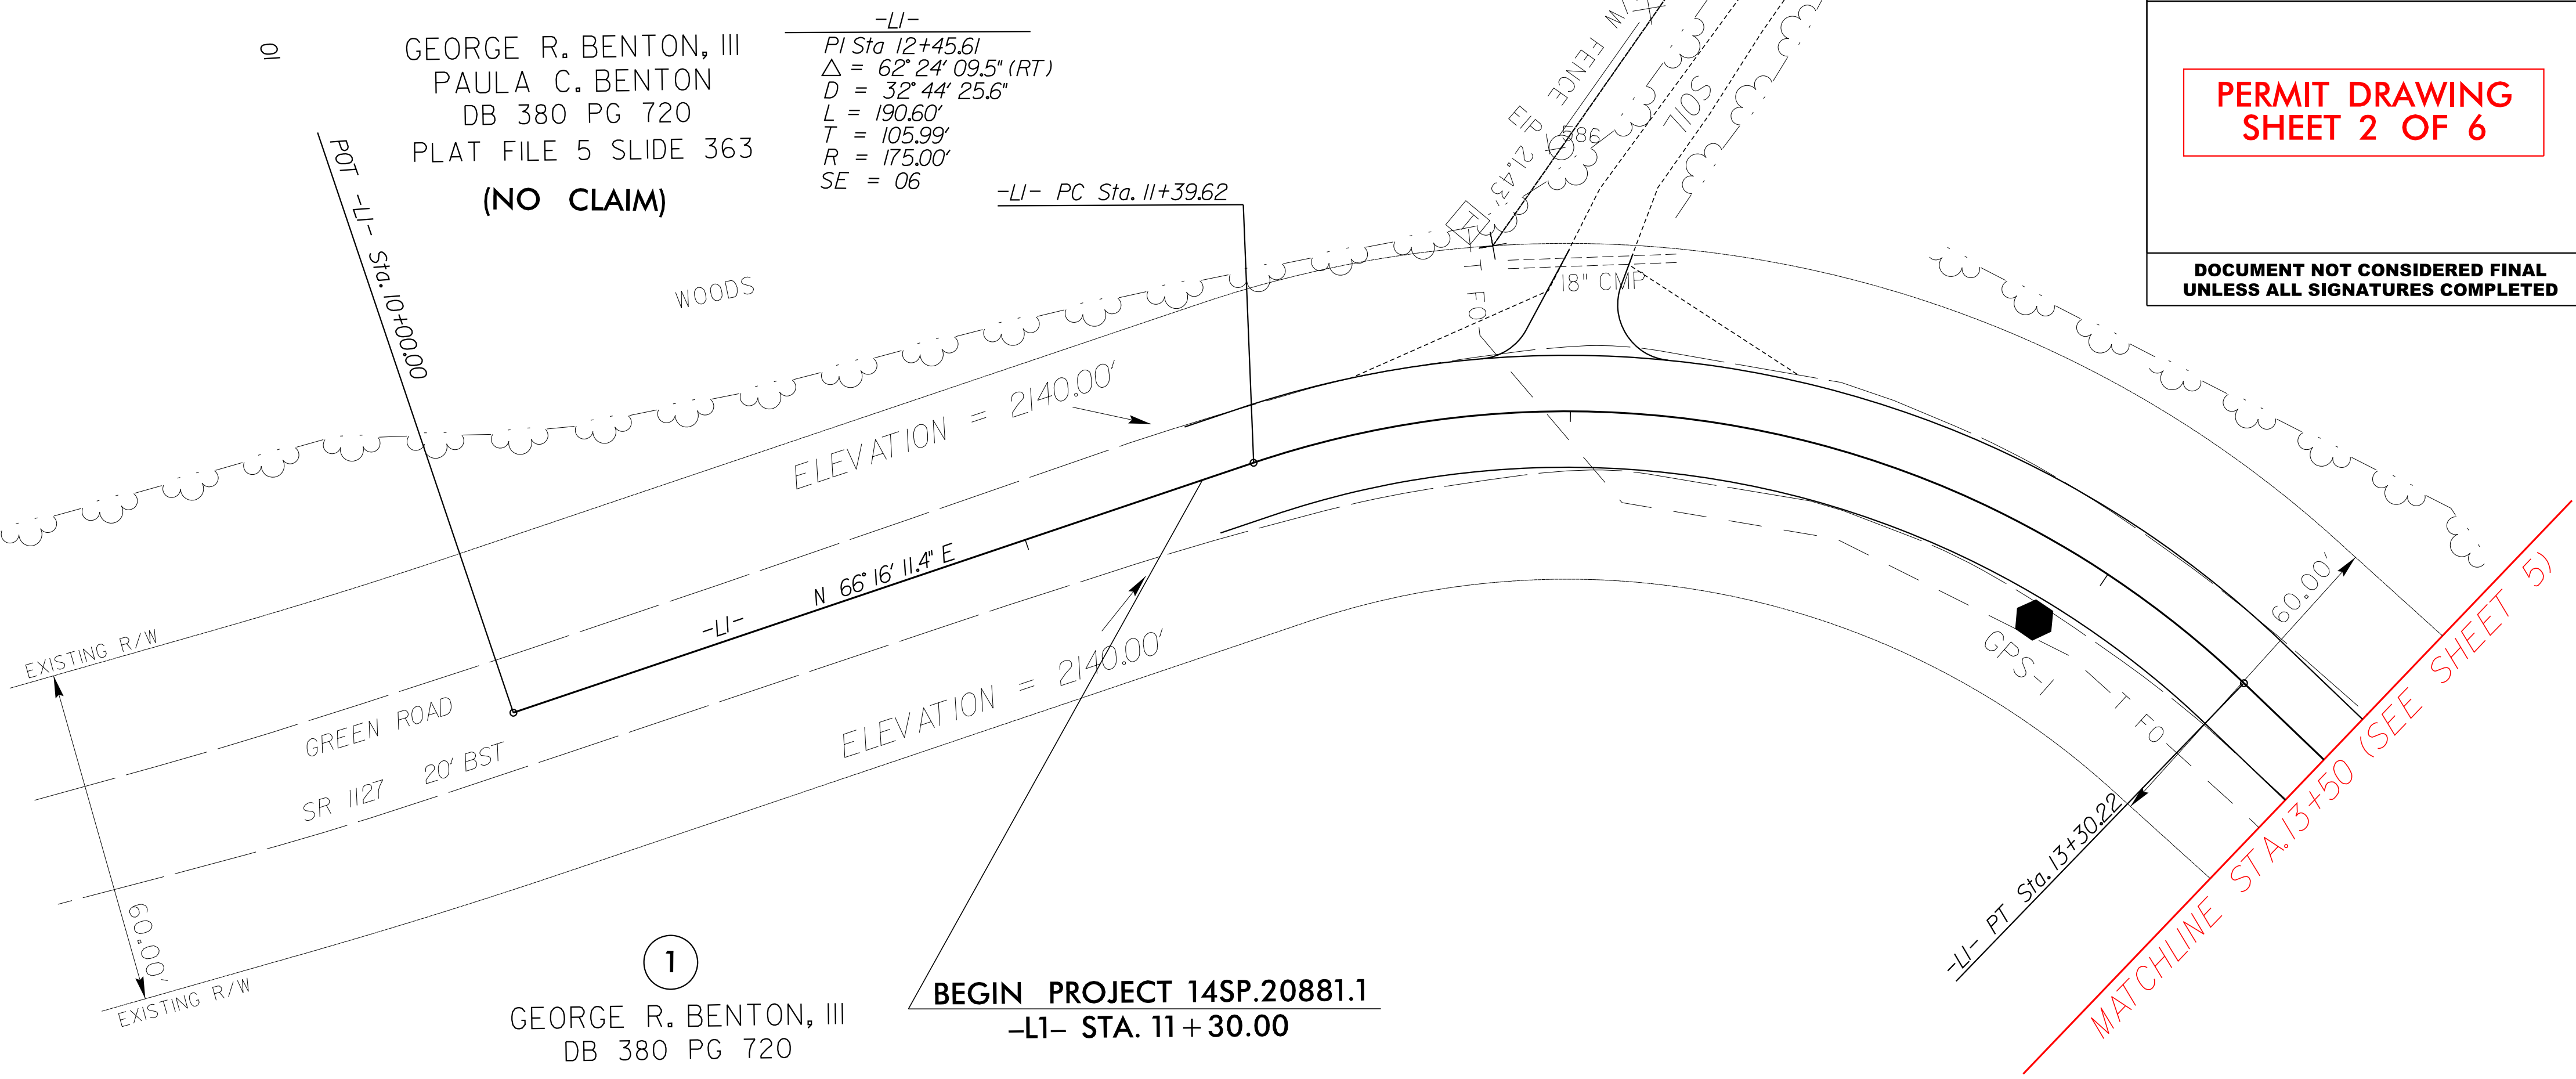 10
GEORGE R. BENTON, III
PAULA C. BENTON
DB 380 PG 720
PLAT FILE 5 SLIDE 363
(NO CLAIM)
-L1-
PI Sta 12+45.61
△ = 62° 24' 09.5" (RT)
D = 32° 44' 25.6"
L = 190.60'
T = 105.99'
R = 175.00'
SE = 06
-L1- PC Sta. 11+39.62
POT -L1- Sta. 10+00.00
WOODS
W/W FENCE
EIP 21.43'
586
SOIL
T
T FO
18" CMP
PERMIT DRAWING
SHEET 2 OF 6
DOCUMENT NOT CONSIDERED FINAL
UNLESS ALL SIGNATURES COMPLETED
ELEVATION = 2140.00'
-L1- N 66° 16' 11.4" E
ELEVATION = 2140.00'
EXISTING R/W
GREEN ROAD
SR 1127 20' BST
60.00'
EXISTING R/W
60.00'
GPS-1
T FO
-L1- PT Sta. 13+30.22
MATCHLINE STA.13+50 (SEE SHEET 5)
1
GEORGE R. BENTON, III
DB 380 PG 720
BEGIN PROJECT 14SP.20881.1
-L1- STA. 11+30.00